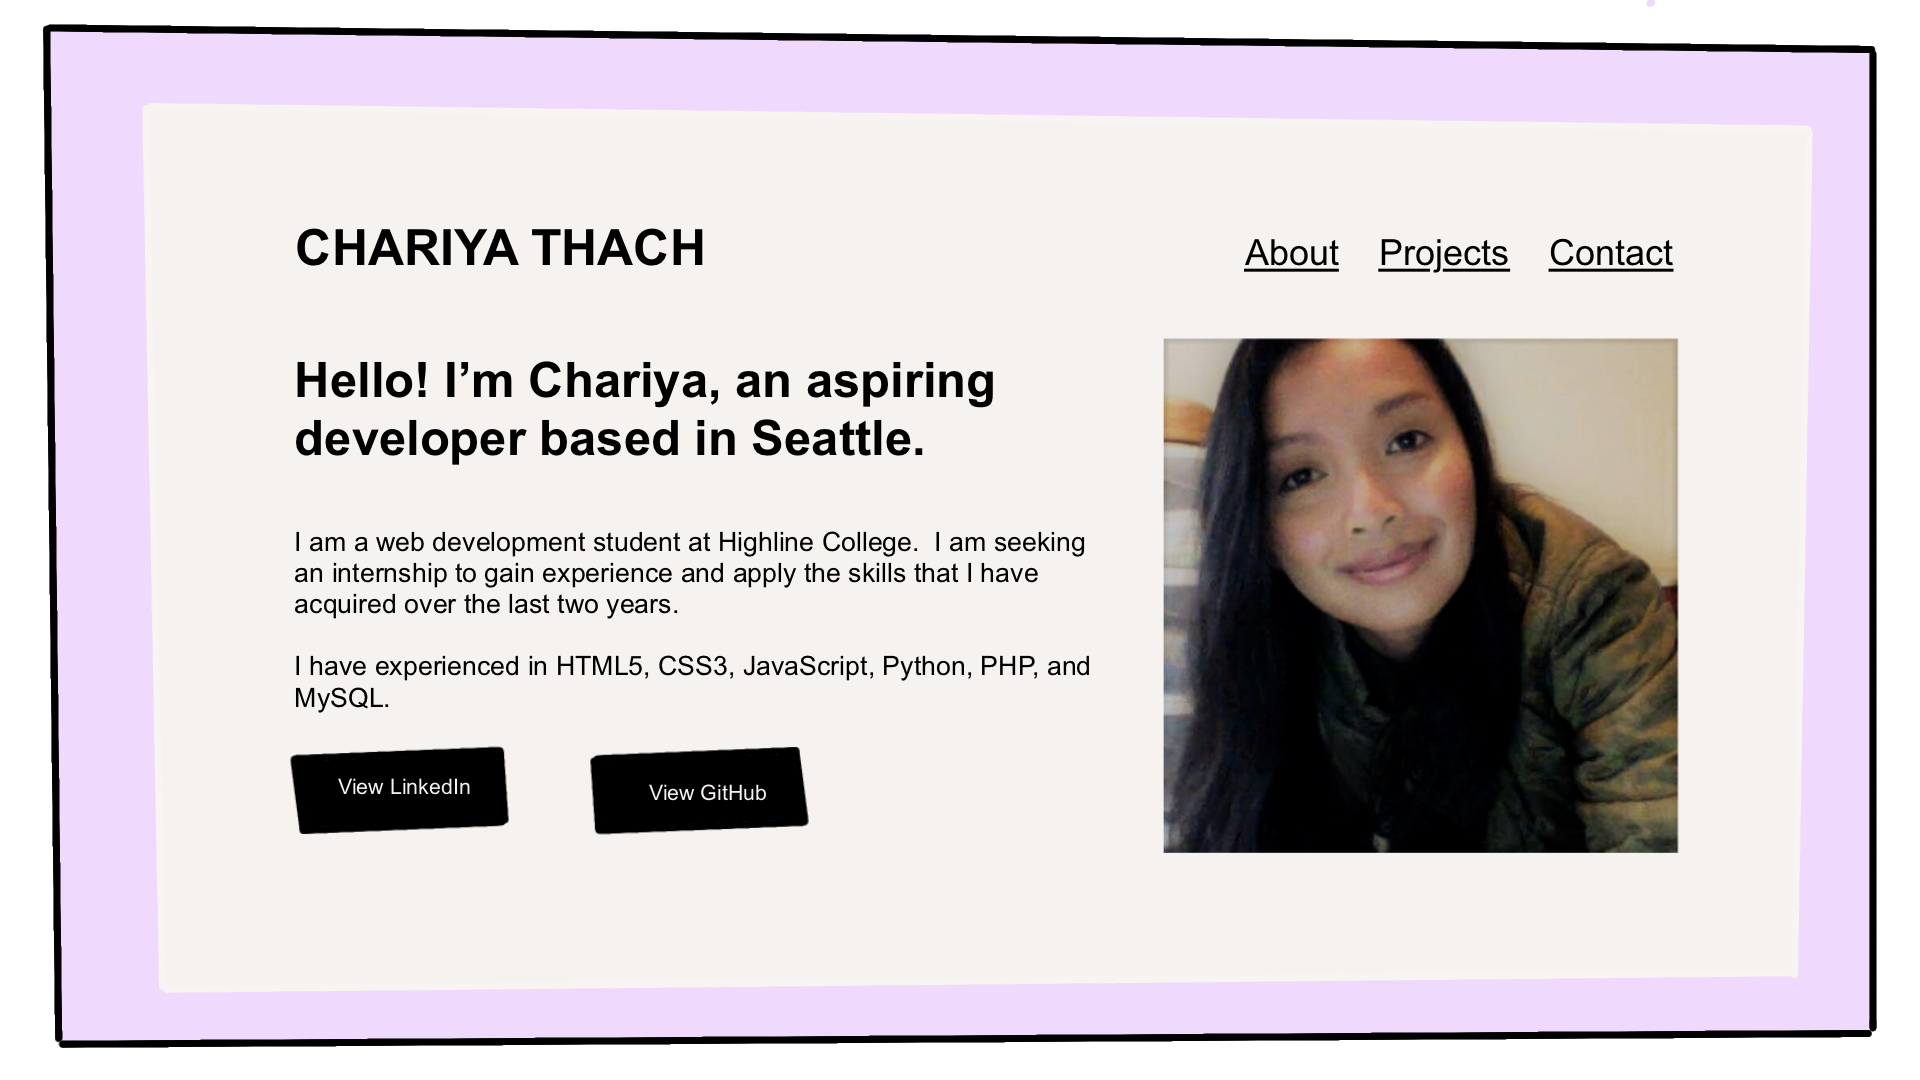 CHARIYA THACH
About Projects Contact
Hello! I’m Chariya, an aspiring
developer based in Seattle.
I am a web development student at Highline College.  I am seeking
an internship to gain experience and apply the skills that I have
acquired over the last two years.
I have experienced in HTML5, CSS3, JavaScript, Python, PHP, and
MySQL.
View LinkedIn
View GitHub